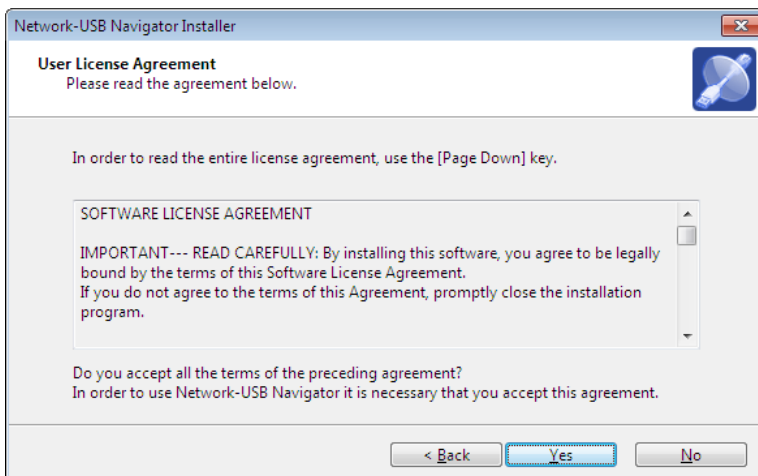 Network-USB Navigator Installer
User License Agreement
Please read the agreement below.
In order to read the entire license agreement, use the [Page Down] key.
SOFTWARE LICENSE AGREEMENT
IMPORTANT--- READ CAREFULLY: By installing this software, you agree to be legally
bound by the terms of this Software License Agreement.
If you do not agree to the terms of this Agreement, promptly close the installation
program.
Do you accept all the terms of the preceding agreement?
In order to use Network-USB Navigator it is necessary that you accept this agreement.
< Back Yes No